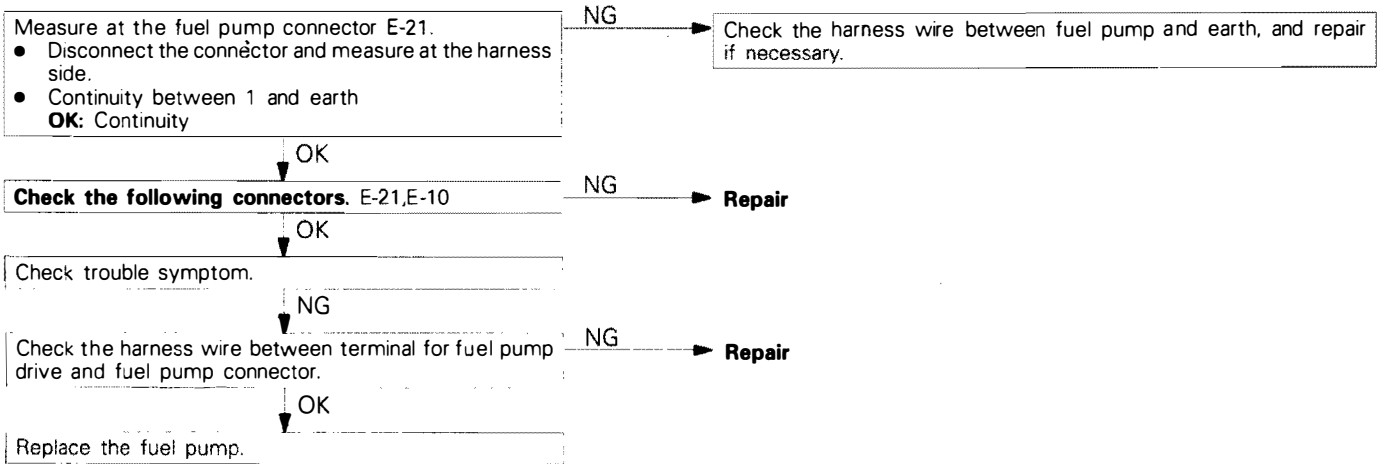 Measure at the fuel pump connector E-21.
● Disconnect the connector and measure at the harness
side.
● Continuity between 1 and earth
OK: Continuity
NG
Check the harness wire between fuel pump and earth, and repair
if necessary.
OK
Check the following connectors. E-21,E-10
NG
Repair
OK
Check trouble symptom.
NG
Check the harness wire between terminal for fuel pump
drive and fuel pump connector.
NG
Repair
OK
Replace the fuel pump.